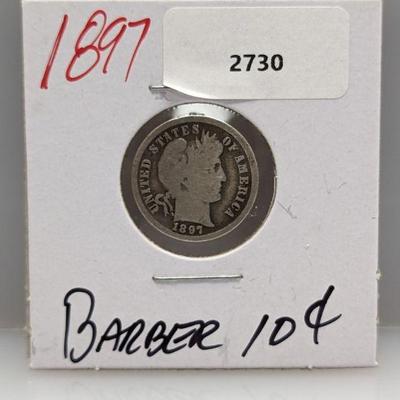 1897
2730
UNITED STATES OF AMERICA
1897
BARBER 10¢